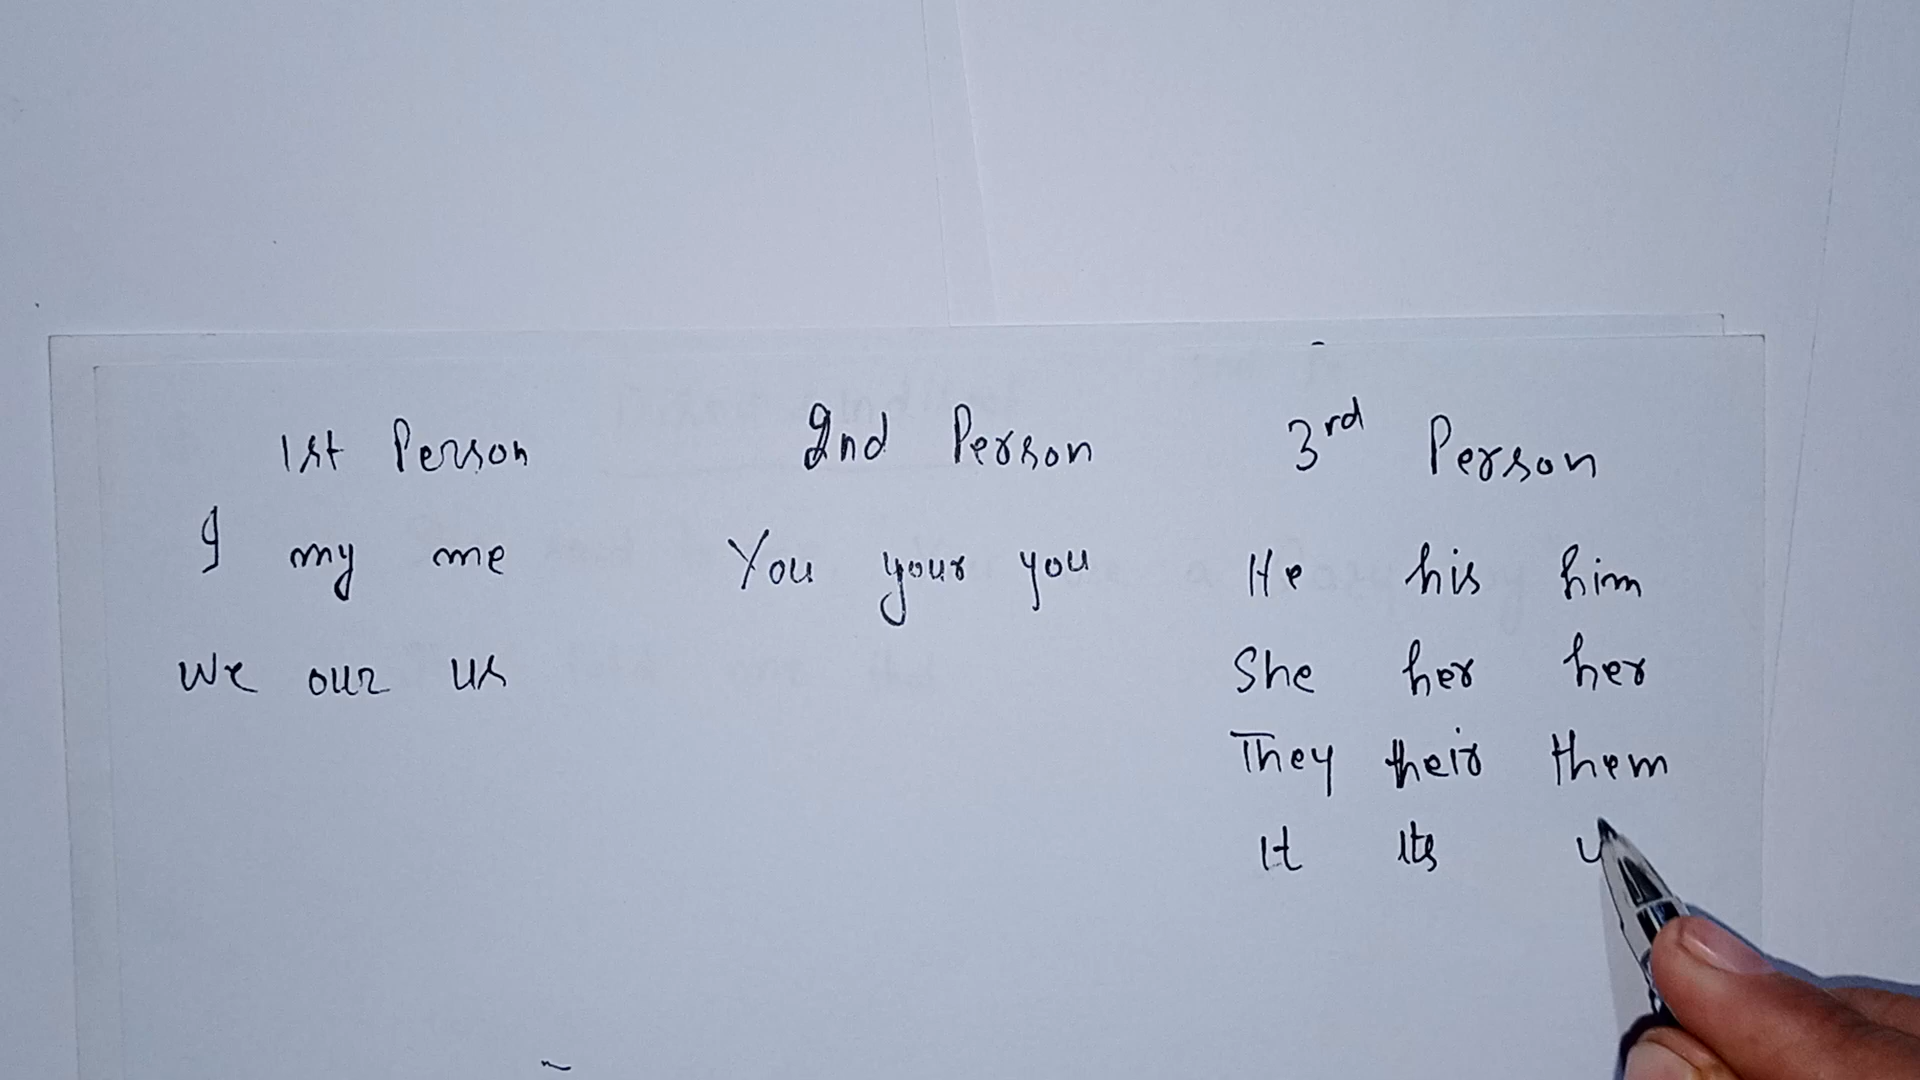 1st Person 2nd Person 3rd Person
I my me You your you He his him
We our us She her her
They their them
It Its